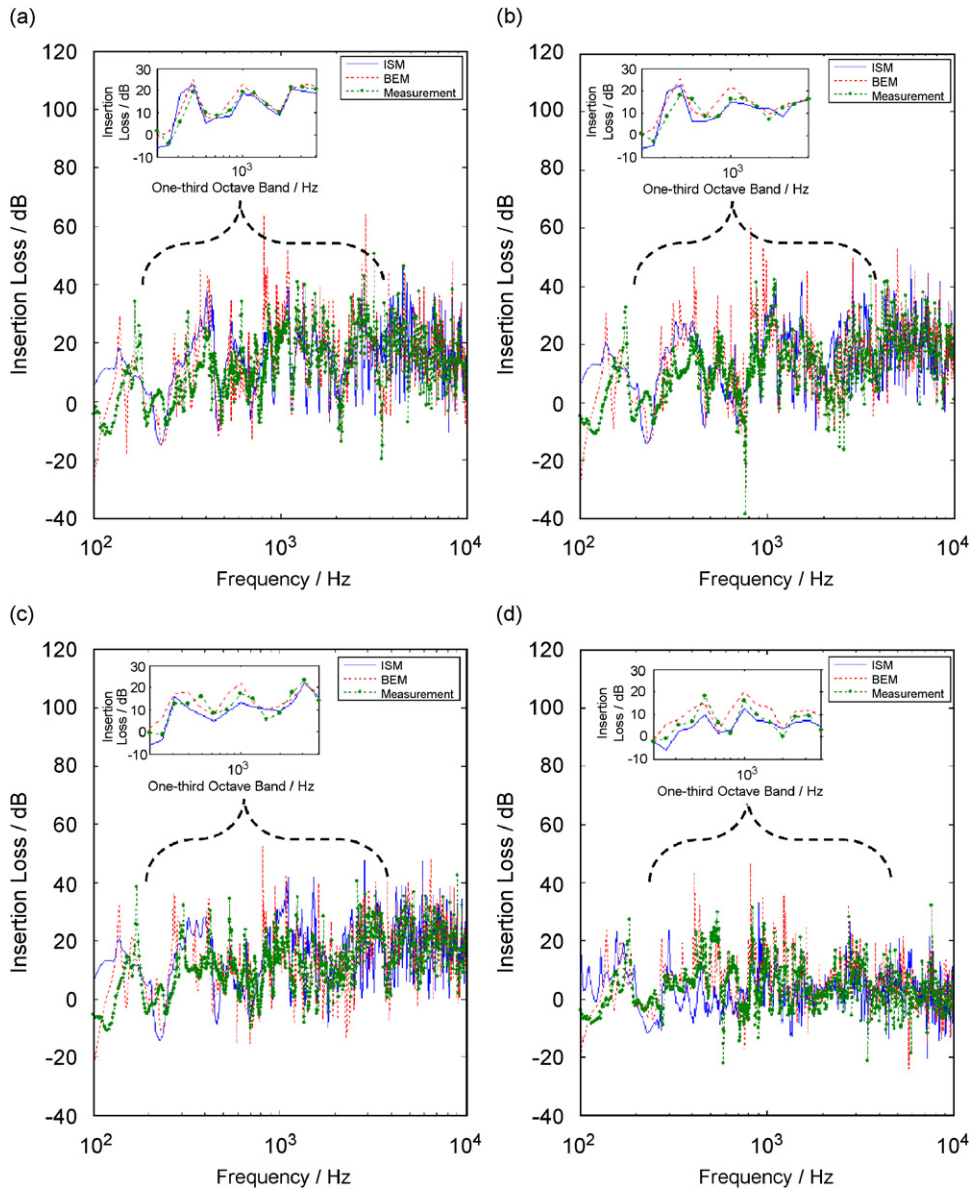 (a)
120
100
80
60
40
20
0
-20
-40
Insertion Loss / dB
10²
10³
10⁴
Frequency / Hz
ISM
BEM
Measurement
30
20
10
0
-10
Insertion
Loss / dB
10³
One-third Octave Band / Hz
(b)
120
100
80
60
40
20
0
-20
-40
Insertion Loss / dB
10²
10³
10⁴
Frequency / Hz
ISM
BEM
Measurement
30
20
10
0
-10
Insertion
Loss / dB
10³
One-third Octave Band / Hz
(c)
120
100
80
60
40
20
0
-20
-40
Insertion Loss / dB
10²
10³
10⁴
Frequency / Hz
ISM
BEM
Measurement
30
20
10
0
-10
Insertion
Loss / dB
10³
One-third Octave Band / Hz
(d)
120
100
80
60
40
20
0
-20
-40
Insertion Loss / dB
10²
10³
10⁴
Frequency / Hz
ISM
BEM
Measurement
30
20
10
0
-10
Insertion
Loss / dB
10³
One-third Octave Band / Hz